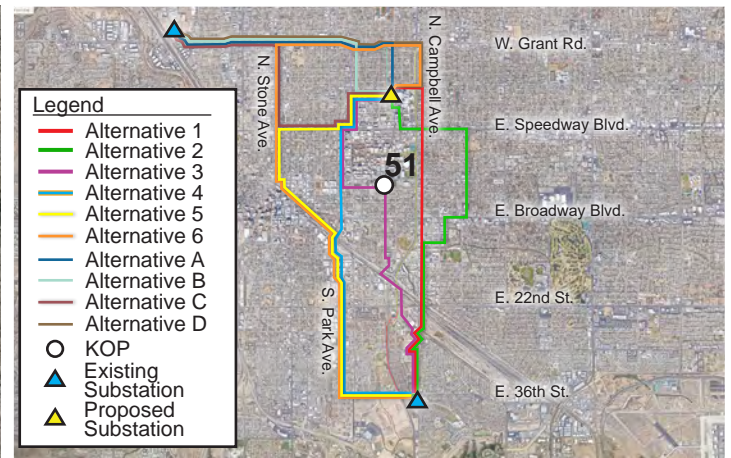 W. Grant Rd.
N. Campbell Ave.
N. Stone Ave.
Legend
Alternative 1
Alternative 2
Alternative 3
Alternative 4
Alternative 5
Alternative 6
Alternative A
Alternative B
Alternative C
Alternative D
KOP
Existing
Substation
Proposed
Substation
E. Speedway Blvd.
51
E. Broadway Blvd.
E. 22nd St.
S. Park Ave.
E. 36th St.